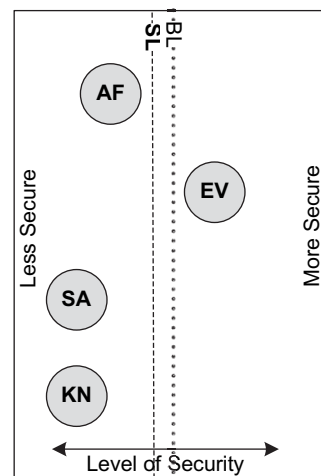 SL
BL
AF
EV
Less Secure
More Secure
SA
KN
Level of Security